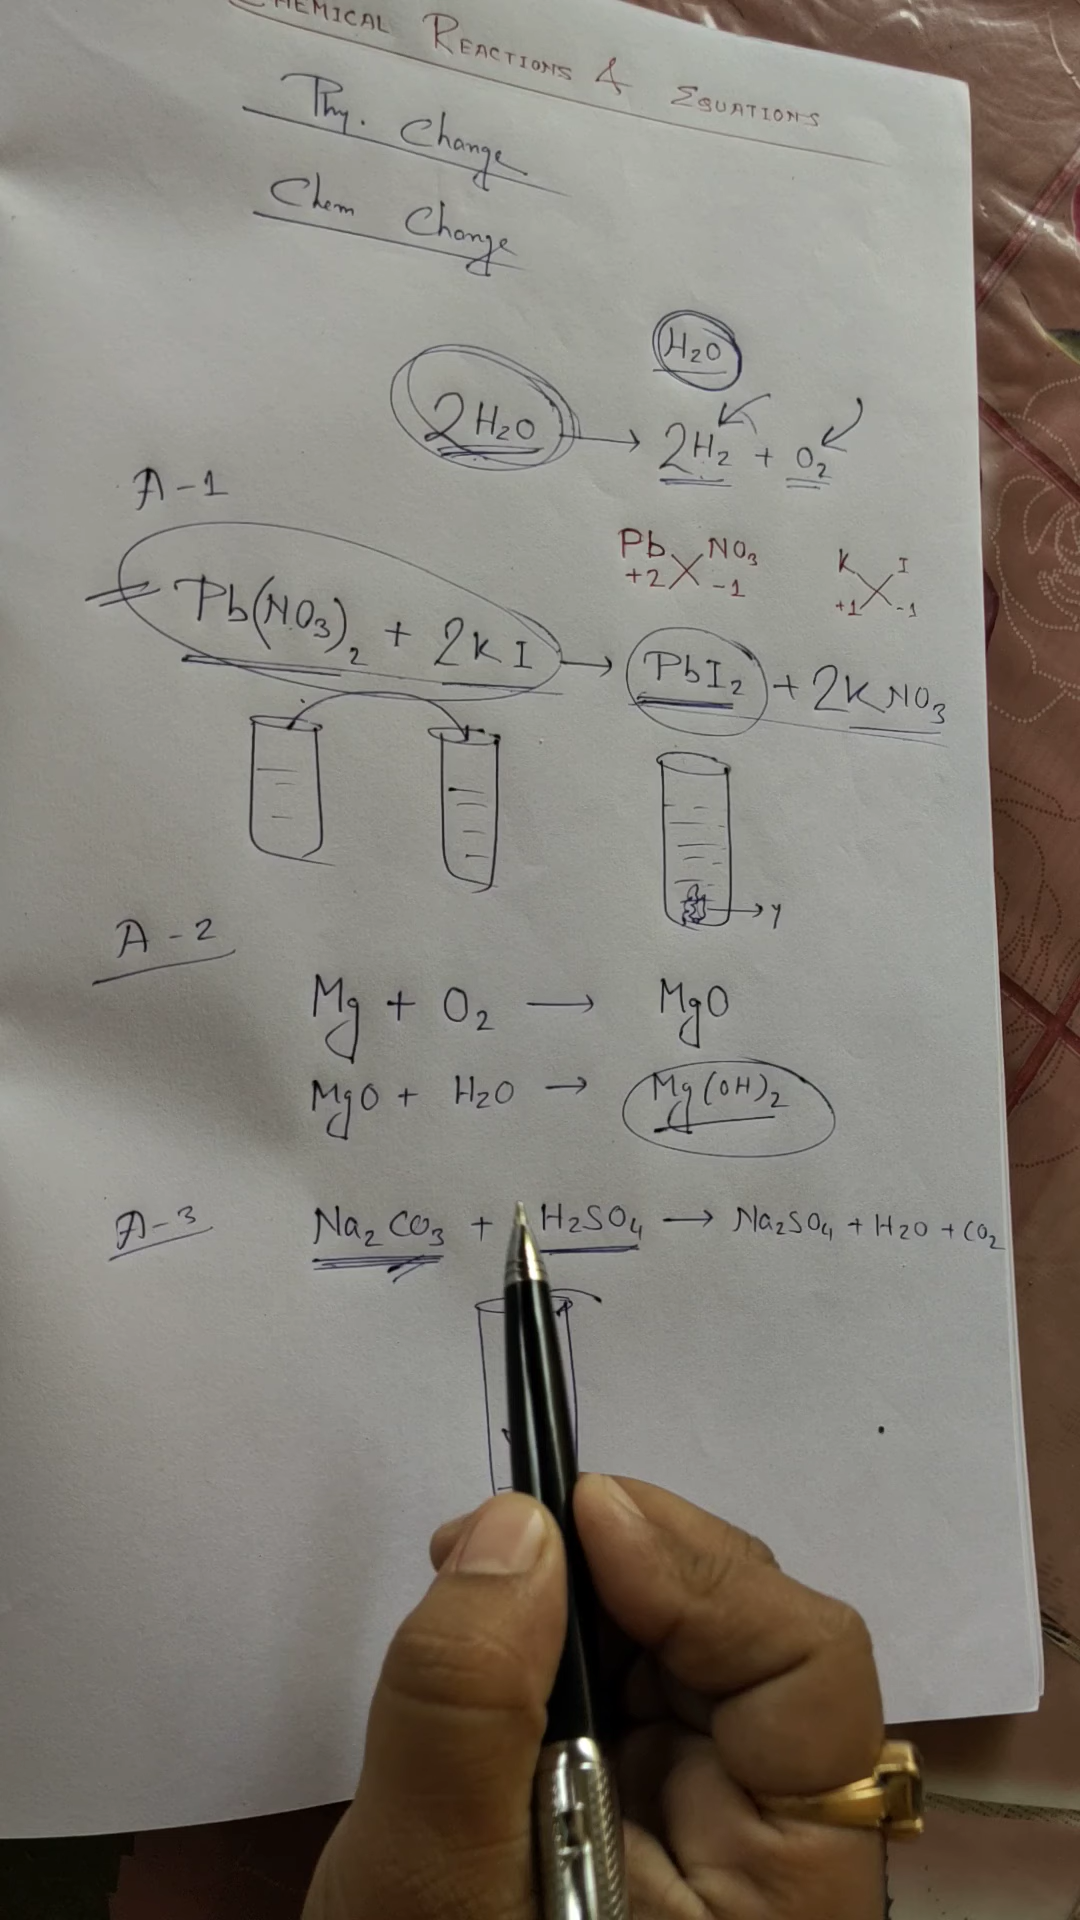 CHEMICAL REACTIONS & EQUATIONS
Phy. Change
Chem Change
H₂O
2H₂O → 2H₂ + O₂
A-1
Pb NO₃
+2 -1
K I
+1 -1
Pb(NO₃)₂ + 2KI → PbI₂ + 2KNO₃
→ y
A-2
Mg + O₂ → MgO
MgO + H₂O → Mg(OH)₂
A-3 Na₂CO₃ + H₂SO₄ → Na₂SO₄ + H₂O + CO₂